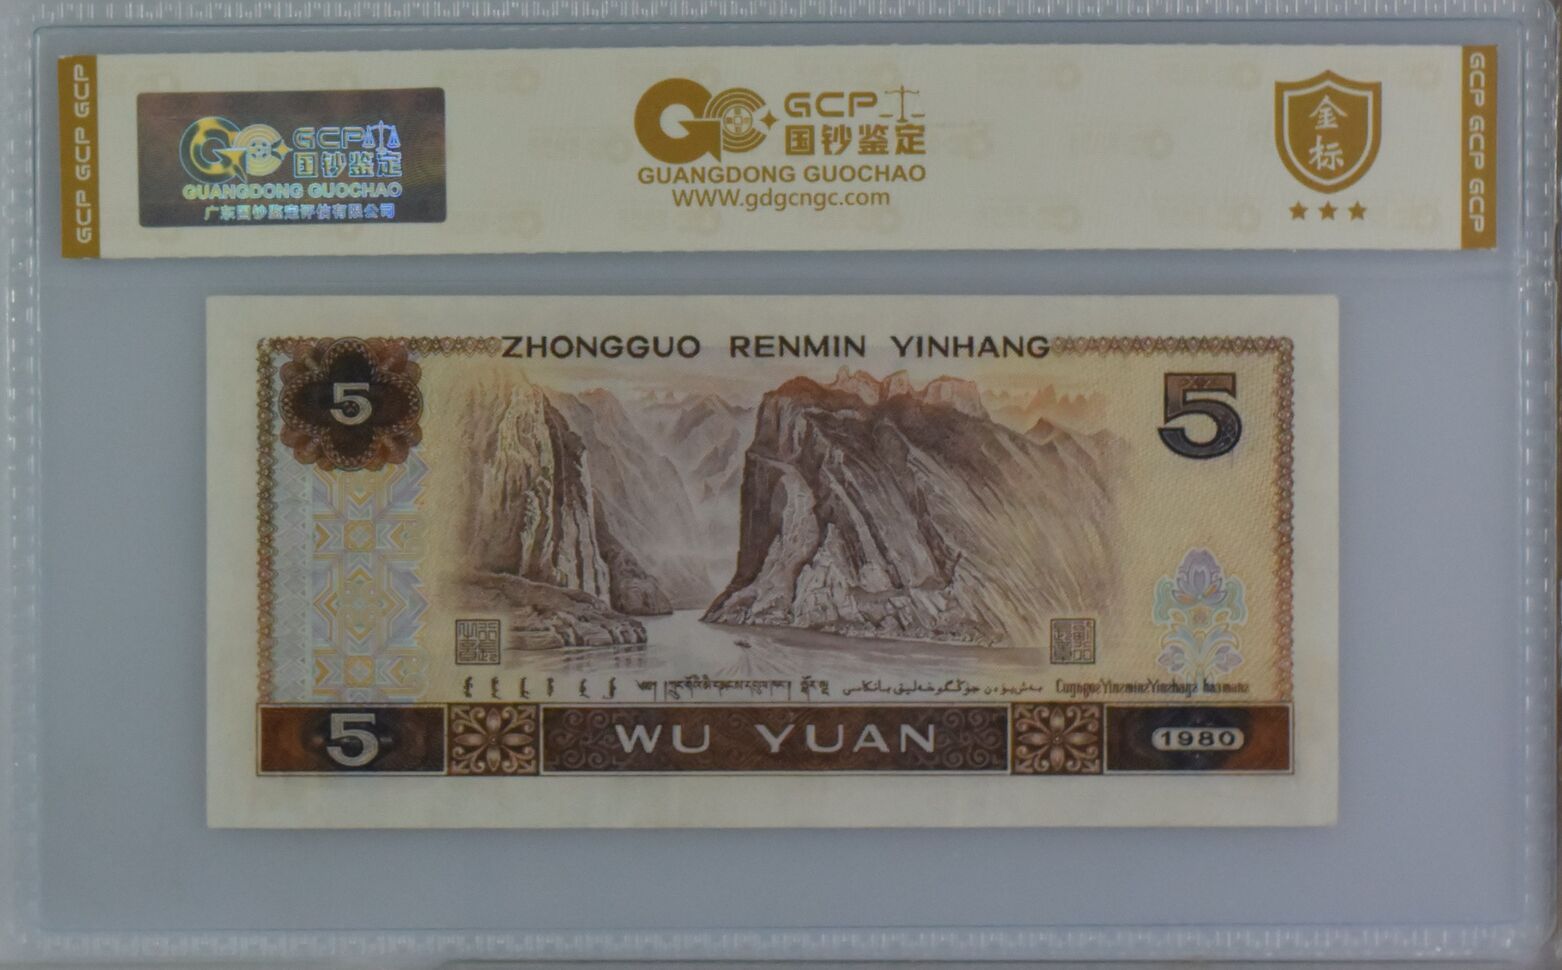 GCP GCP GCP
GCP 国钞鉴定
GUANGDONG GUOCHAO
广东国钞鉴定评估有限公司
GCP
国钞鉴定
GUANGDONG GUOCHAO
WWW.gdgcngc.com
金标
GCP GCP GCP
ZHONGGUO RENMIN YINHANG
5
5
5
WU YUAN
1980